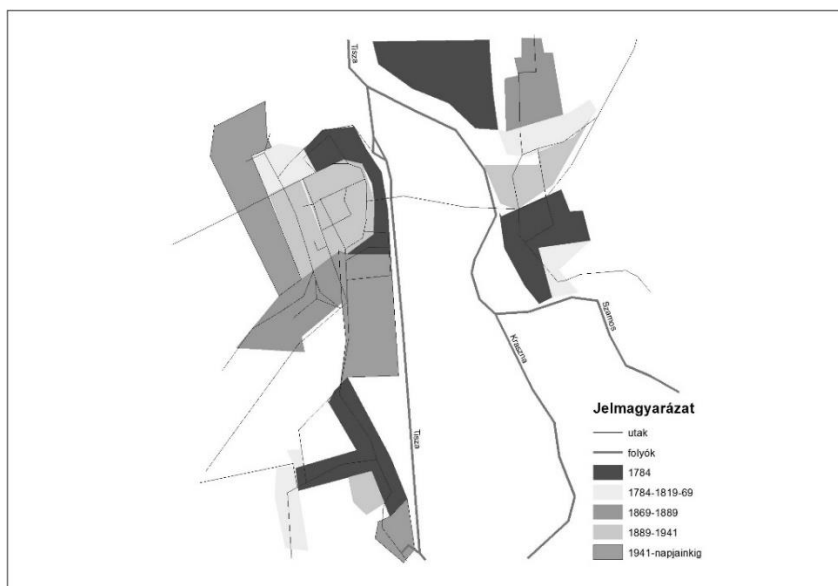 Tisza
Tisza
Kraszna
Szamos
Jelmagyarázat
utak
folyók
1784
1784-1819-69
1869-1889
1889-1941
1941-napjainkig